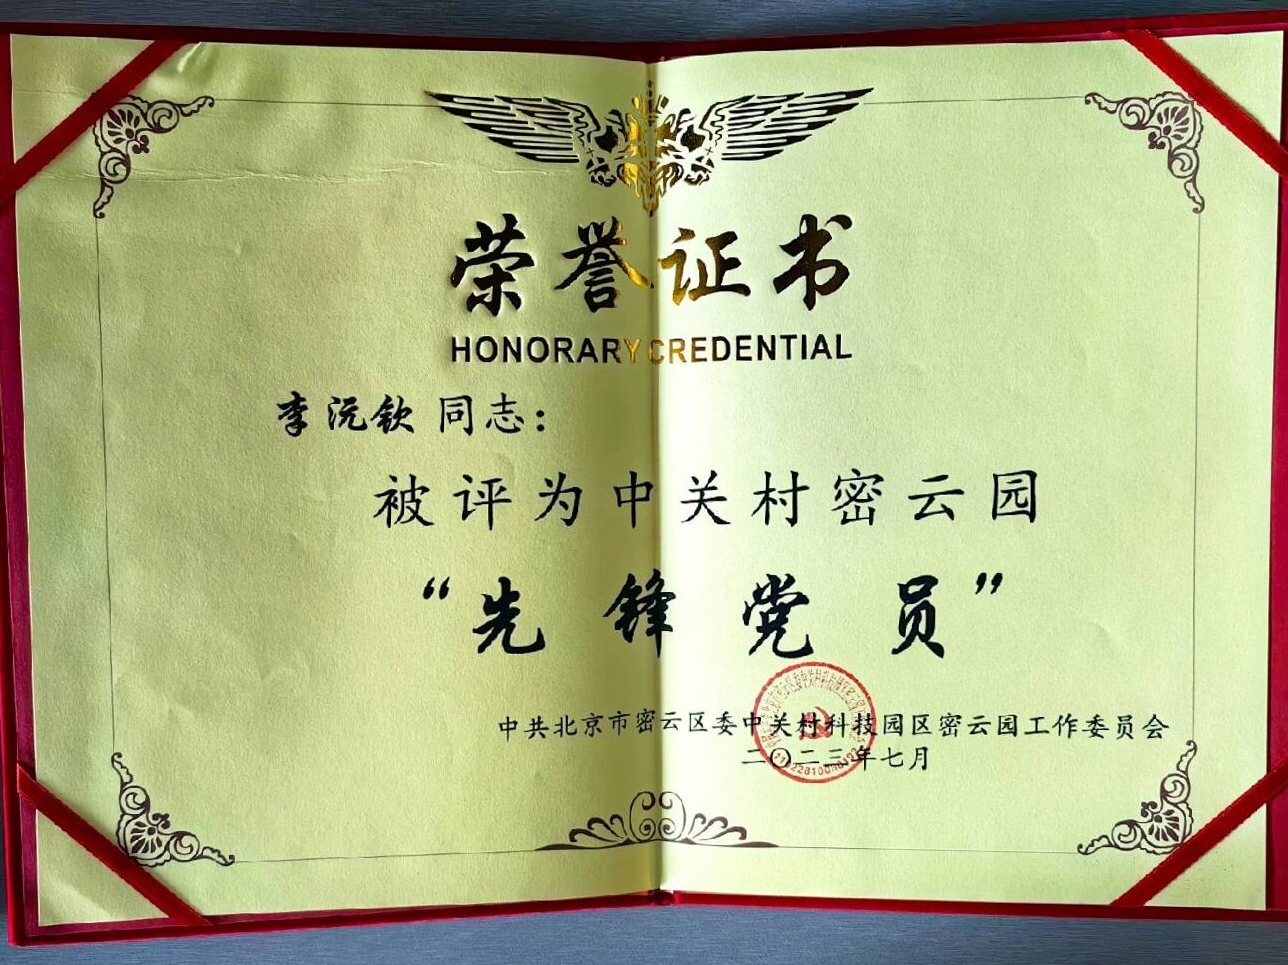 荣誉证书
HONORARY CREDENTIAL
李沅钦 同志：
被评为中关村密云园
“先锋党员”
中共北京市密云区委中关村科技园区密云园工作委员会
二〇二三年七月